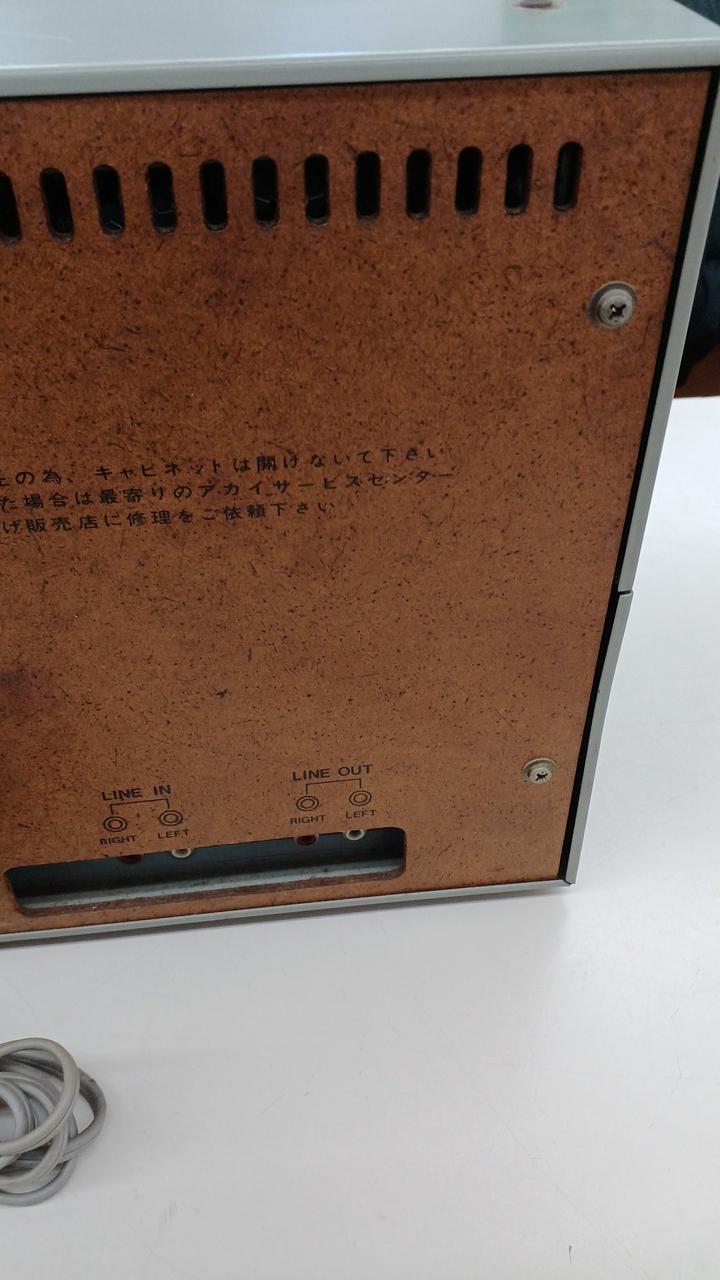 の為、キャビネットは開けないで下さい
た場合は最寄りのアカイサービスセンター
げ販売店に修理をご依頼下さい
LINE IN
LINE OUT
RIGHT LEFT
RIGHT LEFT